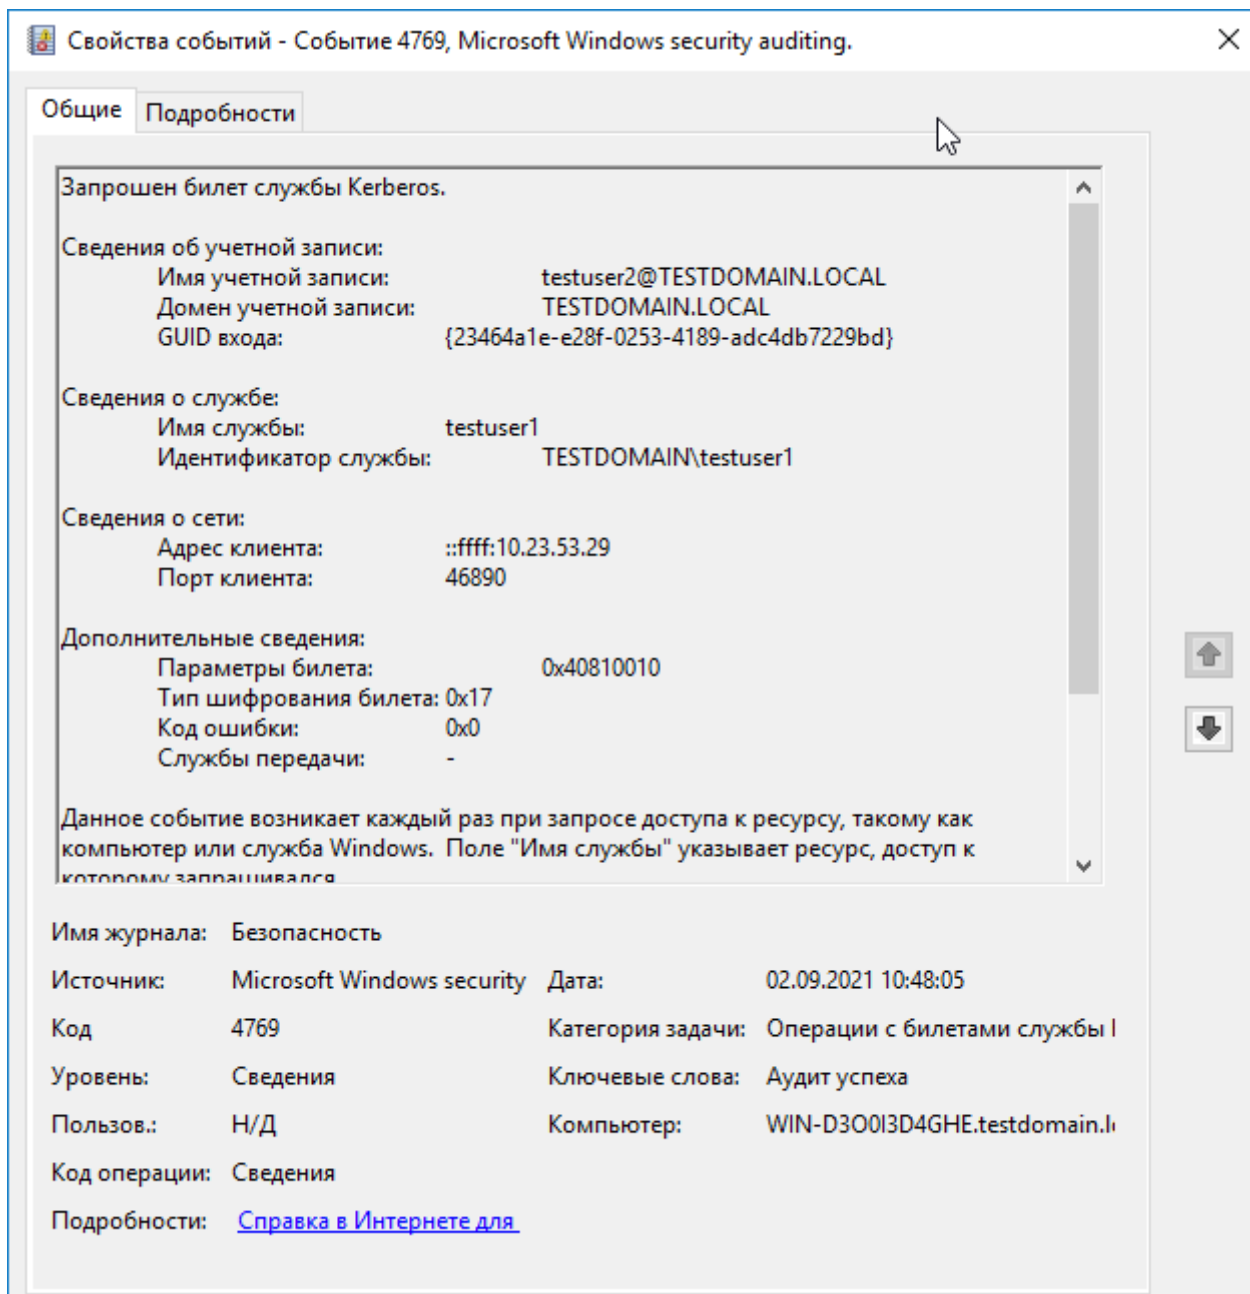 Свойства событий - Событие 4769, Microsoft Windows security auditing.
Общие Подробности
Запрошен билет службы Kerberos.
Сведения об учетной записи:
Имя учетной записи: testuser2@TESTDOMAIN.LOCAL
Домен учетной записи: TESTDOMAIN.LOCAL
GUID входа: {23464a1e-e28f-0253-4189-adc4db7229bd}
Сведения о службе:
Имя службы: testuser1
Идентификатор службы: TESTDOMAIN\testuser1
Сведения о сети:
Адрес клиента: ::ffff:10.23.53.29
Порт клиента: 46890
Дополнительные сведения:
Параметры билета: 0x40810010
Тип шифрования билета: 0x17
Код ошибки: 0x0
Службы передачи: -
Данное событие возникает каждый раз при запросе доступа к ресурсу, такому как
компьютер или служба Windows. Поле "Имя службы" указывает ресурс, доступ к
которому запрашивался
Имя журнала: Безопасность
Источник: Microsoft Windows security Дата: 02.09.2021 10:48:05
Код 4769 Категория задачи: Операции с билетами службы
Уровень: Сведения Ключевые слова: Аудит успеха
Пользов.: Н/Д Компьютер: WIN-D3O0I3D4GHE.testdomain.l
Код операции: Сведения
Подробности: Справка в Интернете для